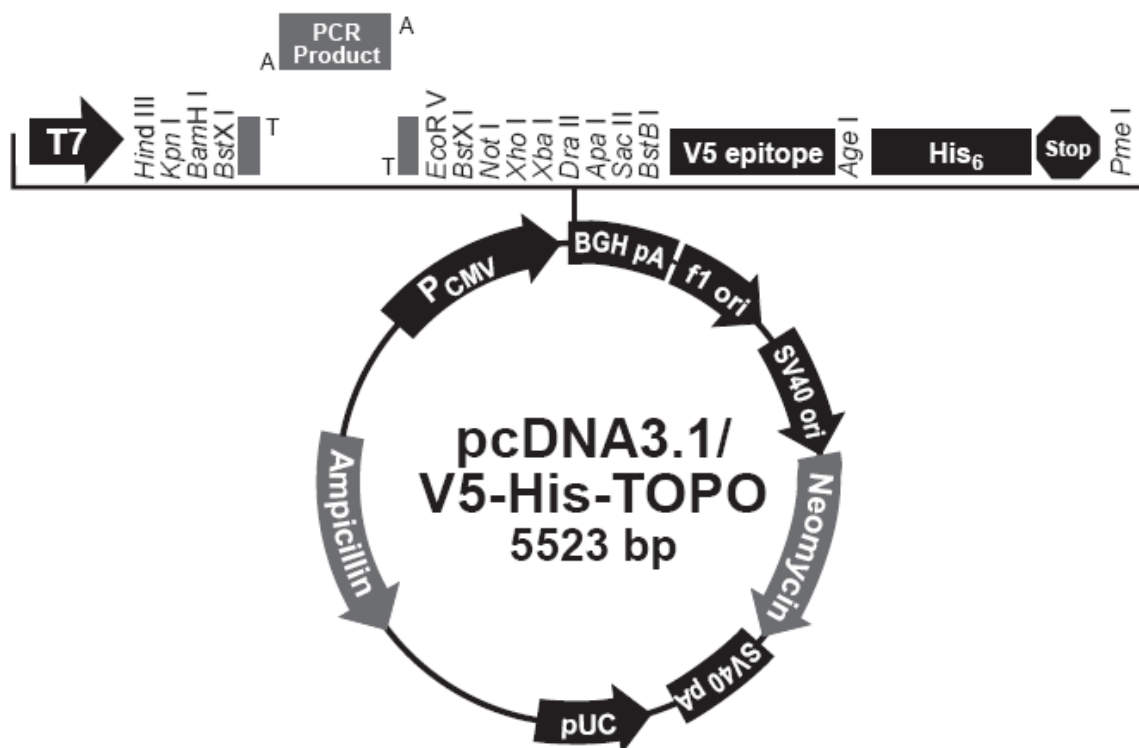 PCR
Product
A
A
T7
Hind III
Kpn I
BamH I
BstX I
T
T
EcoR V
BstX I
Not I
Xho I
Xba I
Dra II
Apa I
Sac II
BstB I
V5 epitope
Age I
His6
Stop
Pme I
PCMV
BGH pA
f1 ori
SV40 ori
Neomycin
SV40 pA
pUC
Ampicillin
pcDNA3.1/
V5-His-TOPO
5523 bp